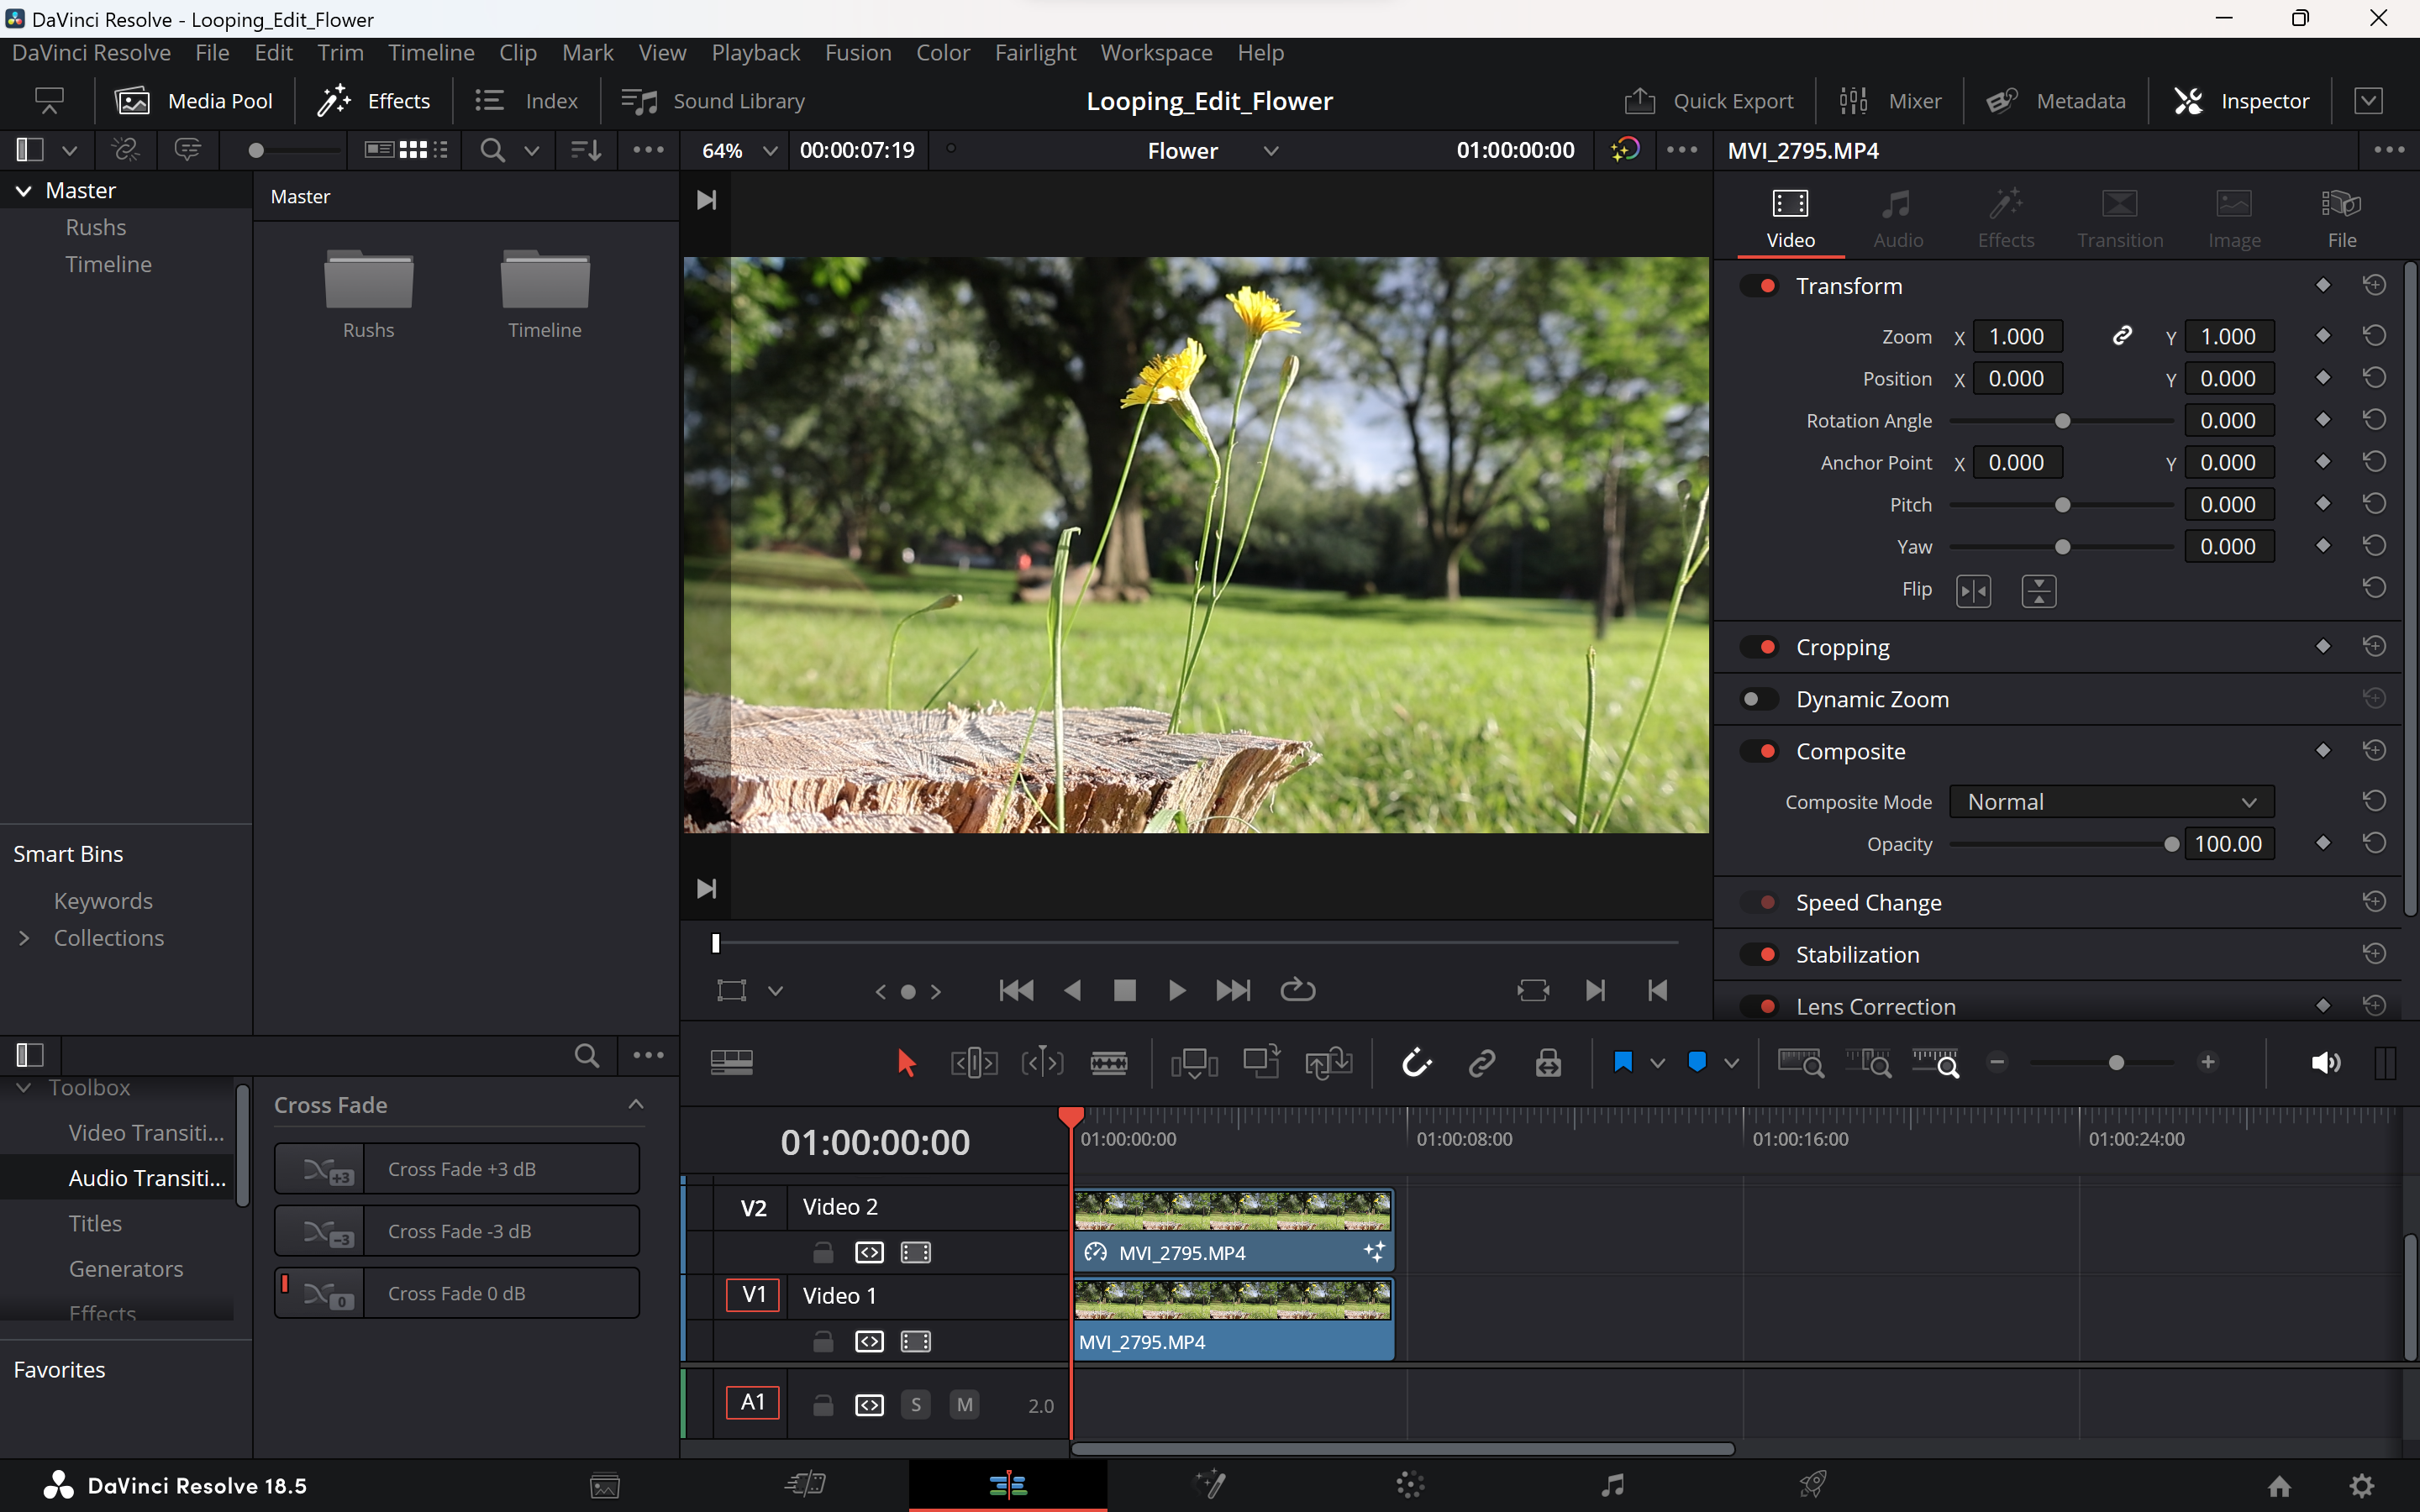 DaVinci Resolve - Looping_Edit_Flower
DaVinci Resolve File Edit Trim Timeline Clip Mark View Playback Fusion Color Fairlight Workspace Help
Media Pool Effects Index Sound Library Looping_Edit_Flower Quick Export Mixer Metadata Inspector
64% 00:00:07:19 Flower 01:00:00:00 MVI_2795.MP4
Master
Rushs
Timeline
Master
Rushs Timeline
Smart Bins
Keywords
Collections
Video Audio Effects Transition Image File
Transform
Zoom X 1.000 Y 1.000
Position X 0.000 Y 0.000
Rotation Angle 0.000
Anchor Point X 0.000 Y 0.000
Pitch 0.000
Yaw 0.000
Flip
Cropping
Dynamic Zoom
Composite
Composite Mode Normal
Opacity 100.00
Speed Change
Stabilization
Lens Correction
Toolbox
Video Transiti...
Audio Transiti...
Titles
Generators
Effects
Favorites
Cross Fade
+3 Cross Fade +3 dB
-3 Cross Fade -3 dB
0 Cross Fade 0 dB
01:00:00:00 01:00:00:00 01:00:08:00 01:00:16:00 01:00:24:00
V2 Video 2
MVI_2795.MP4
V1 Video 1
MVI_2795.MP4
A1 S M 2.0
DaVinci Resolve 18.5